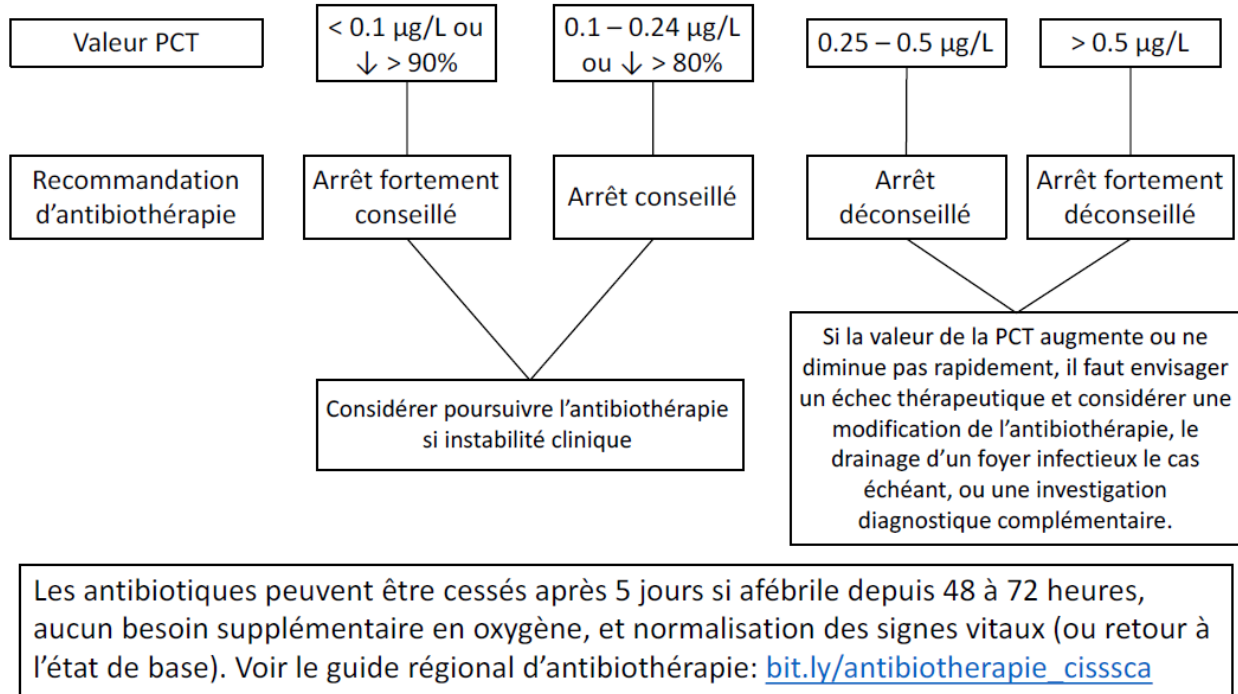 Valeur PCT
< 0.1 µg/L ou
↓ > 90%
0.1 – 0.24 µg/L
ou ↓ > 80%
0.25 – 0.5 µg/L
> 0.5 µg/L
Recommandation
d’antibiothérapie
Arrêt fortement
conseillé
Arrêt conseillé
Arrêt
déconseillé
Arrêt fortement
déconseillé
Considérer poursuivre l’antibiothérapie
si instabilité clinique
Si la valeur de la PCT augmente ou ne
diminue pas rapidement, il faut envisager
un échec thérapeutique et considérer une
modification de l’antibiothérapie, le
drainage d’un foyer infectieux le cas
échéant, ou une investigation
diagnostique complémentaire.
Les antibiotiques peuvent être cessés après 5 jours si afébrile depuis 48 à 72 heures,
aucun besoin supplémentaire en oxygène, et normalisation des signes vitaux (ou retour à
l’état de base). Voir le guide régional d’antibiothérapie: bit.ly/antibiotherapie_cisssca